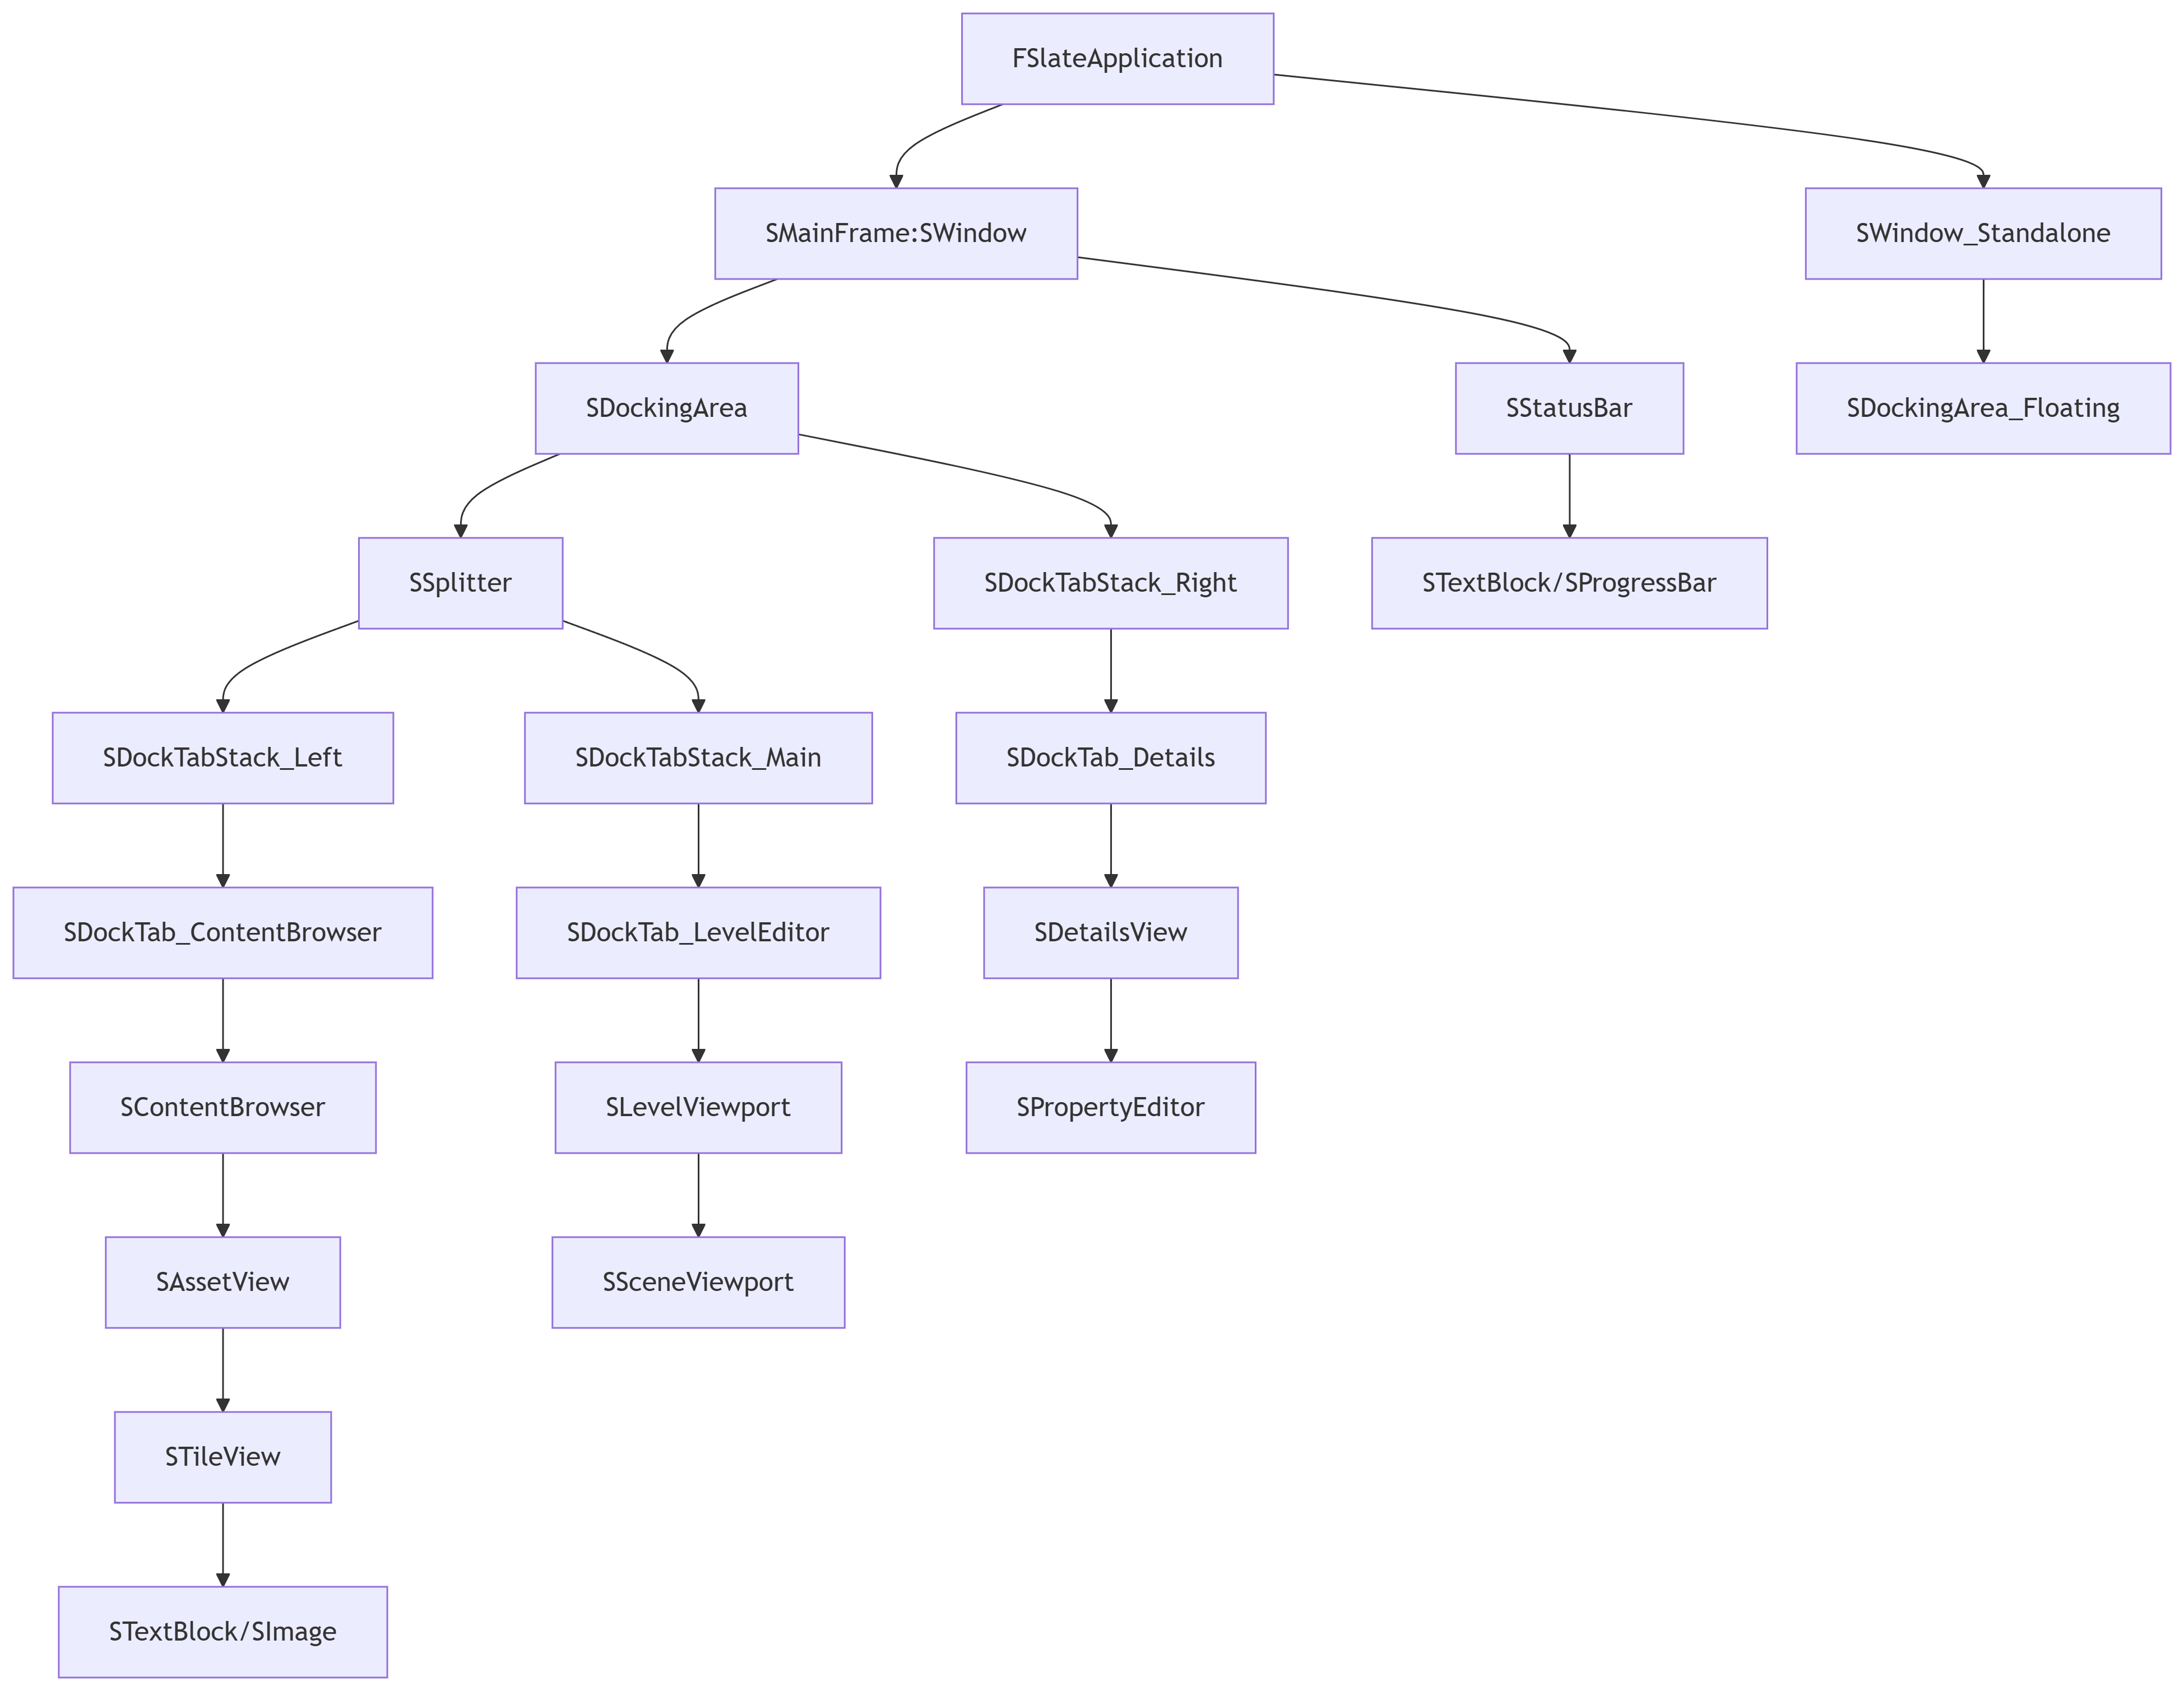 FSlateApplication
SMainFrame:SWindow
SWindow_Standalone
SDockingArea
SStatusBar
SDockingArea_Floating
SSplitter
SDockTabStack_Right
STextBlock/SProgressBar
SDockTabStack_Left
SDockTabStack_Main
SDockTab_Details
SDockTab_ContentBrowser
SDockTab_LevelEditor
SDetailsView
SContentBrowser
SLevelViewport
SPropertyEditor
SAssetView
SSceneViewport
STileView
STextBlock/SImage